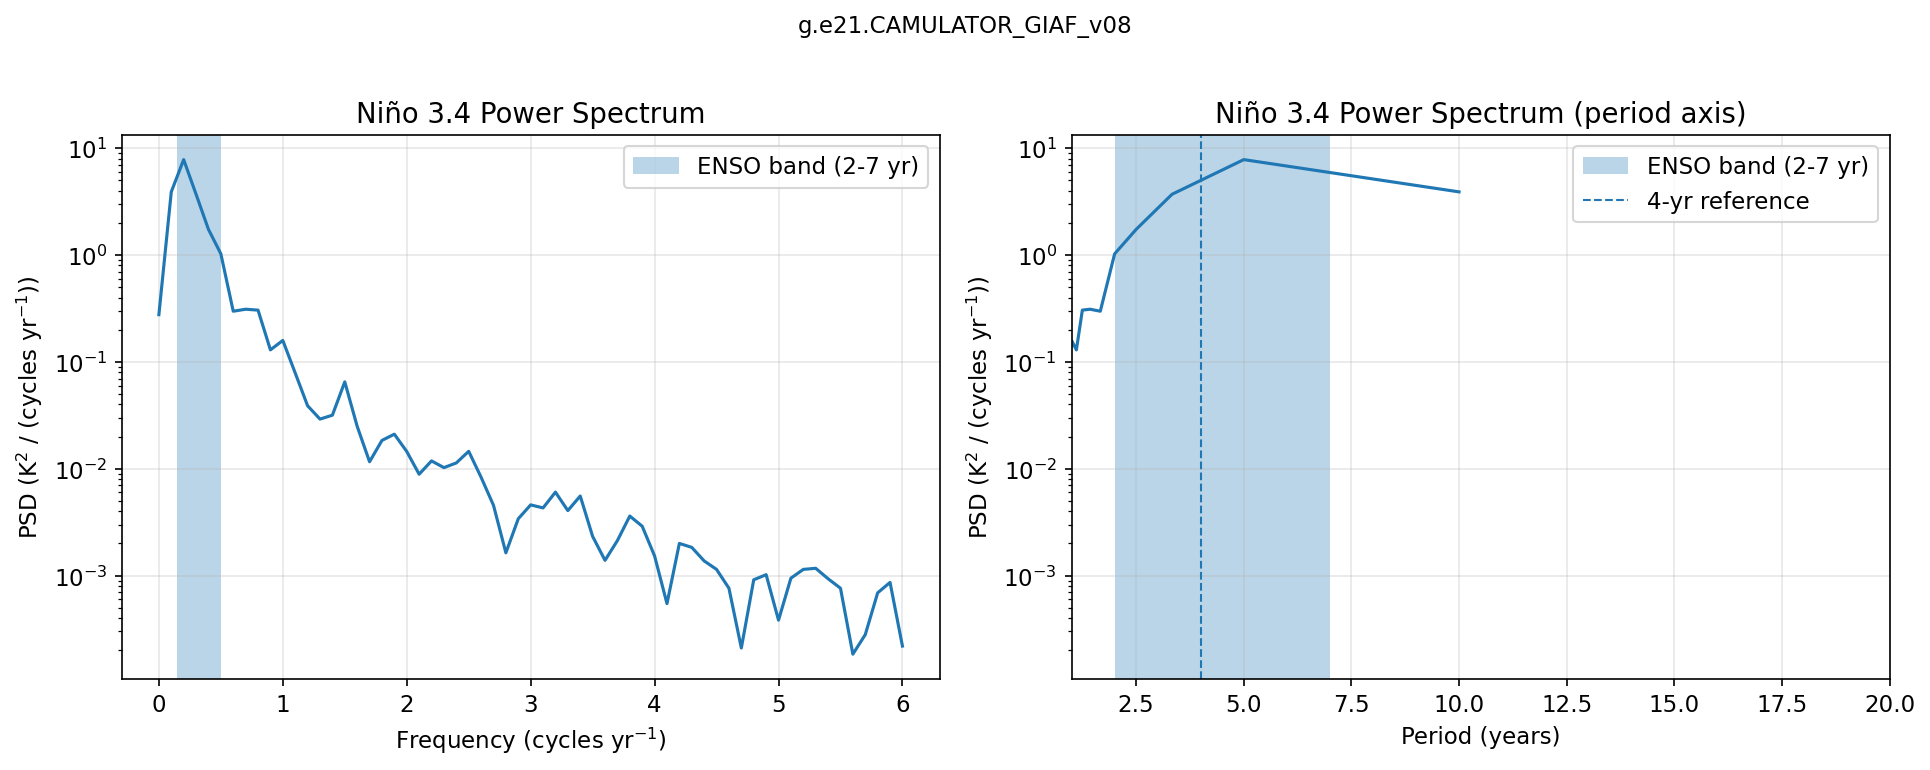 g.e21.CAMULATOR_GIAF_v08
Niño 3.4 Power Spectrum
PSD (K² / (cycles yr⁻¹))
10¹
10⁰
10⁻¹
10⁻²
10⁻³
ENSO band (2-7 yr)
0 1 2 3 4 5 6
Frequency (cycles yr⁻¹)
Niño 3.4 Power Spectrum (period axis)
PSD (K² / (cycles yr⁻¹))
10¹
10⁰
10⁻¹
10⁻²
10⁻³
ENSO band (2-7 yr)
4-yr reference
2.5 5.0 7.5 10.0 12.5 15.0 17.5 20.0
Period (years)